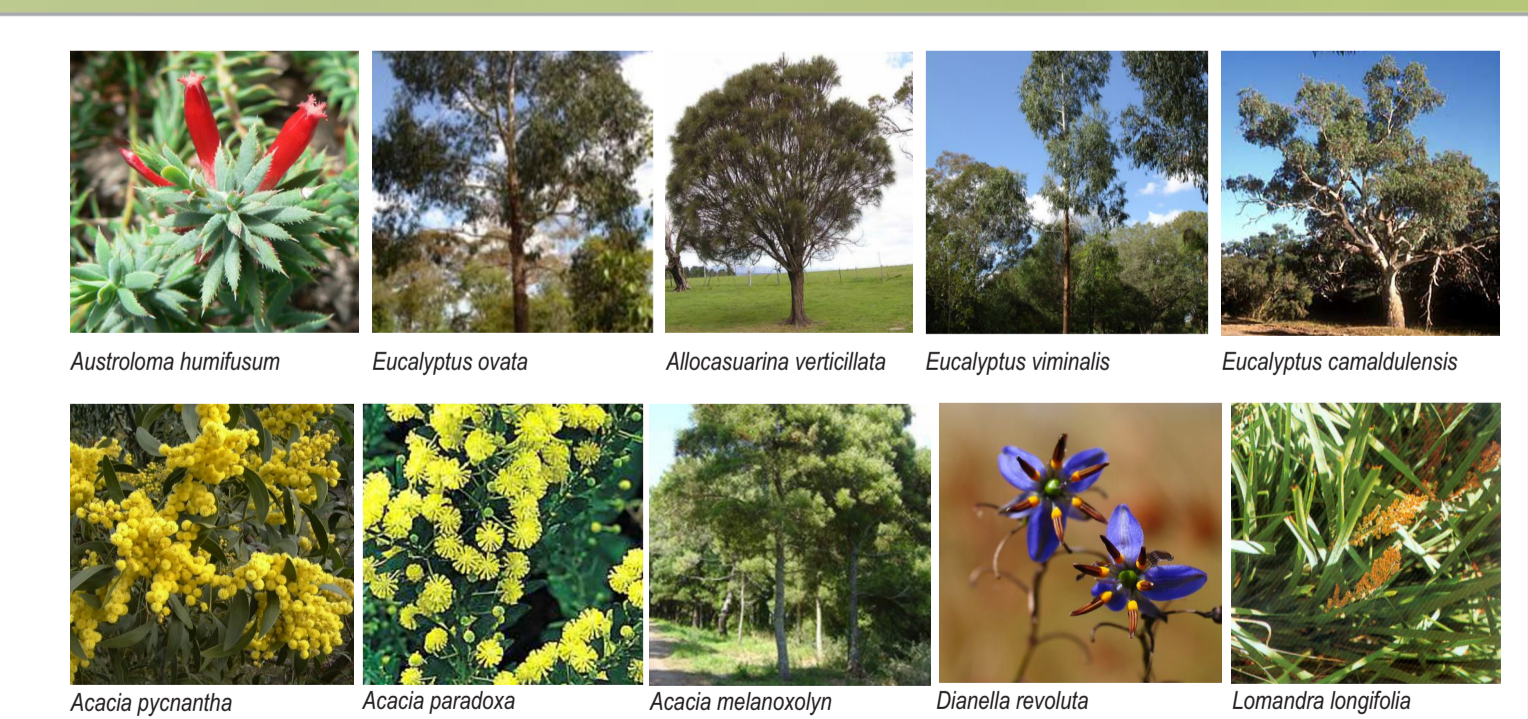 Austroloma humifusum
Eucalyptus ovata
Allocasuarina verticillata
Eucalyptus viminalis
Eucalyptus camaldulensis
Acacia pycnantha
Acacia paradoxa
Acacia melanoxolyn
Dianella revoluta
Lomandra longifolia